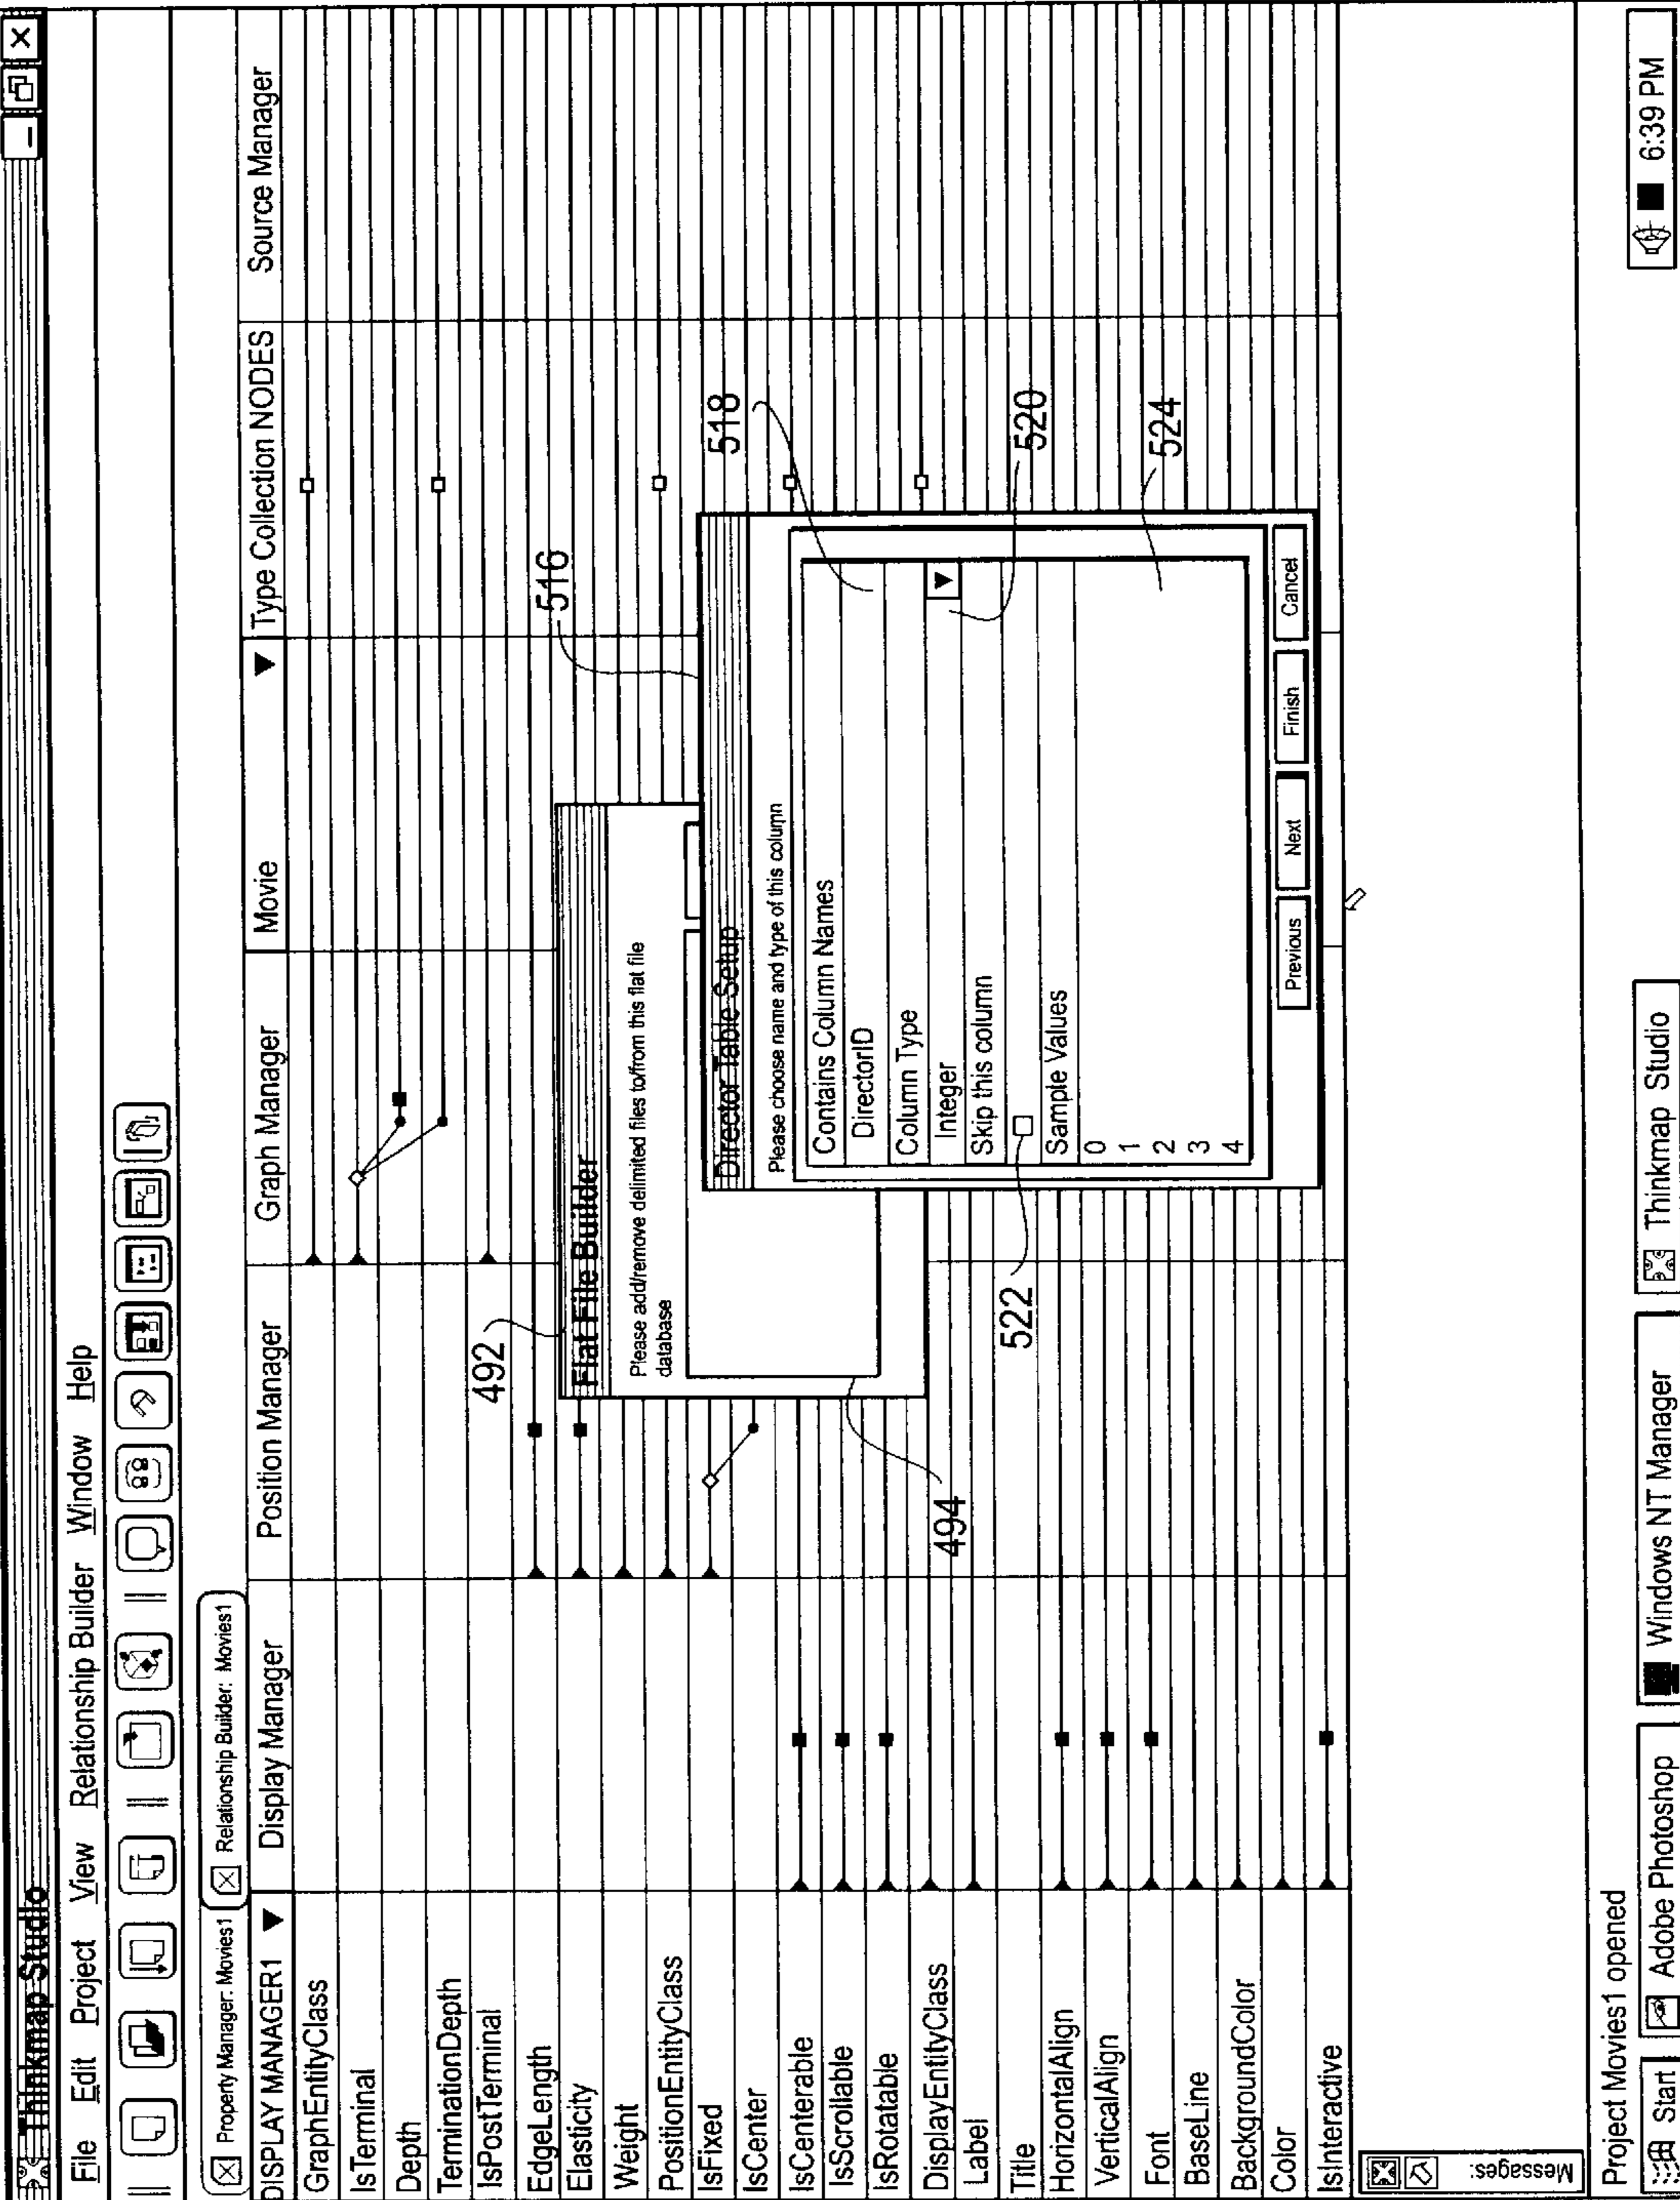 Thinkmap Studio
File Edit Project View Relationship Builder Window Help
Property Manager: Movies1 Relationship Builder: Movies1
DISPLAY MANAGER1 Display Manager Position Manager Graph Manager Movie Type Collection NODES Source Manager
GraphEntityClass
IsTerminal
Depth
TerminationDepth
IsPostTerminal
EdgeLength
Elasticity
Weight
PositionEntityClass
IsFixed
IsCenter
IsCenterable
IsScrollable
IsRotatable
DisplayEntityClass
Label
Title
HorizontalAlign
VerticalAlign
Font
BaseLine
BackgroundColor
Color
IsInteractive
492
516
Flat File Builder
Please add/remove delimited files to/from this flat file
database
494
518
Director Table Setup
Please choose name and type of this column
Contains Column Names
DirectorID
Column Type
Integer
520
Skip this column
522
Sample Values
0
1
2
3
4
524
Previous Next Finish Cancel
Messages:
Project Movies1 opened
Start Adobe Photoshop Windows NT Manager Thinkmap Studio 6:39 PM